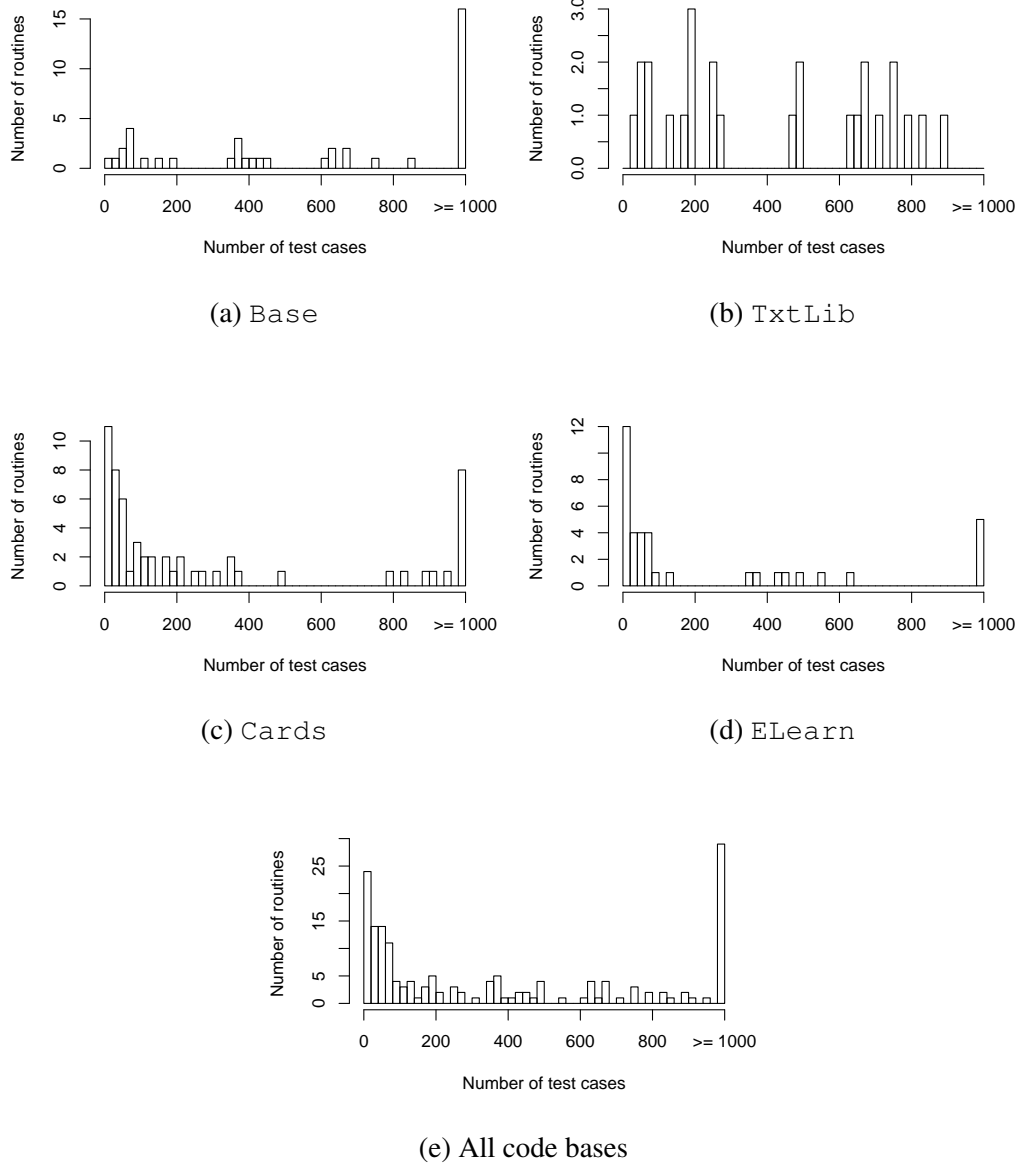 Number of routines
0 5 10 15
0 200 400 600 800 >= 1000
Number of test cases
(a) Base
Number of routines
0.0 1.0 2.0 3.0
0 200 400 600 800 >= 1000
Number of test cases
(b) TxtLib
Number of routines
0 2 4 6 8 10
0 200 400 600 800 >= 1000
Number of test cases
(c) Cards
Number of routines
0 2 4 6 8 12
0 200 400 600 800 >= 1000
Number of test cases
(d) ELearn
Number of routines
0 5 15 25
0 200 400 600 800 >= 1000
Number of test cases
(e) All code bases